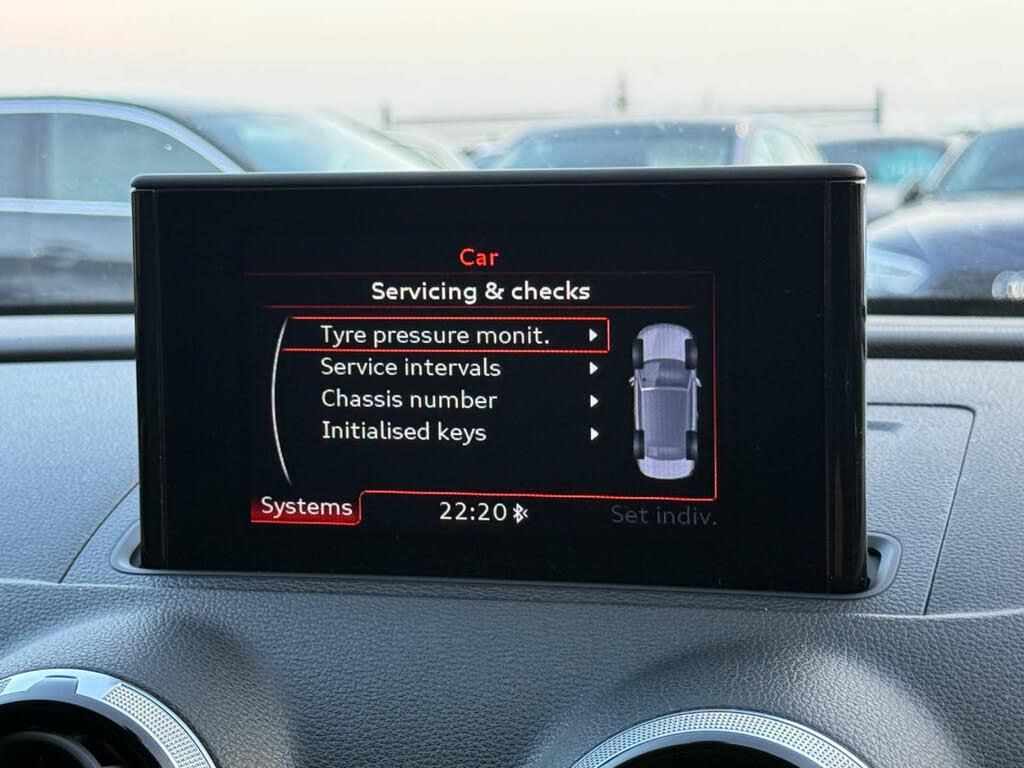 Car
Servicing & checks
Tyre pressure monit.
Service intervals
Chassis number
Initialised keys
Systems
22:20
Set indiv.